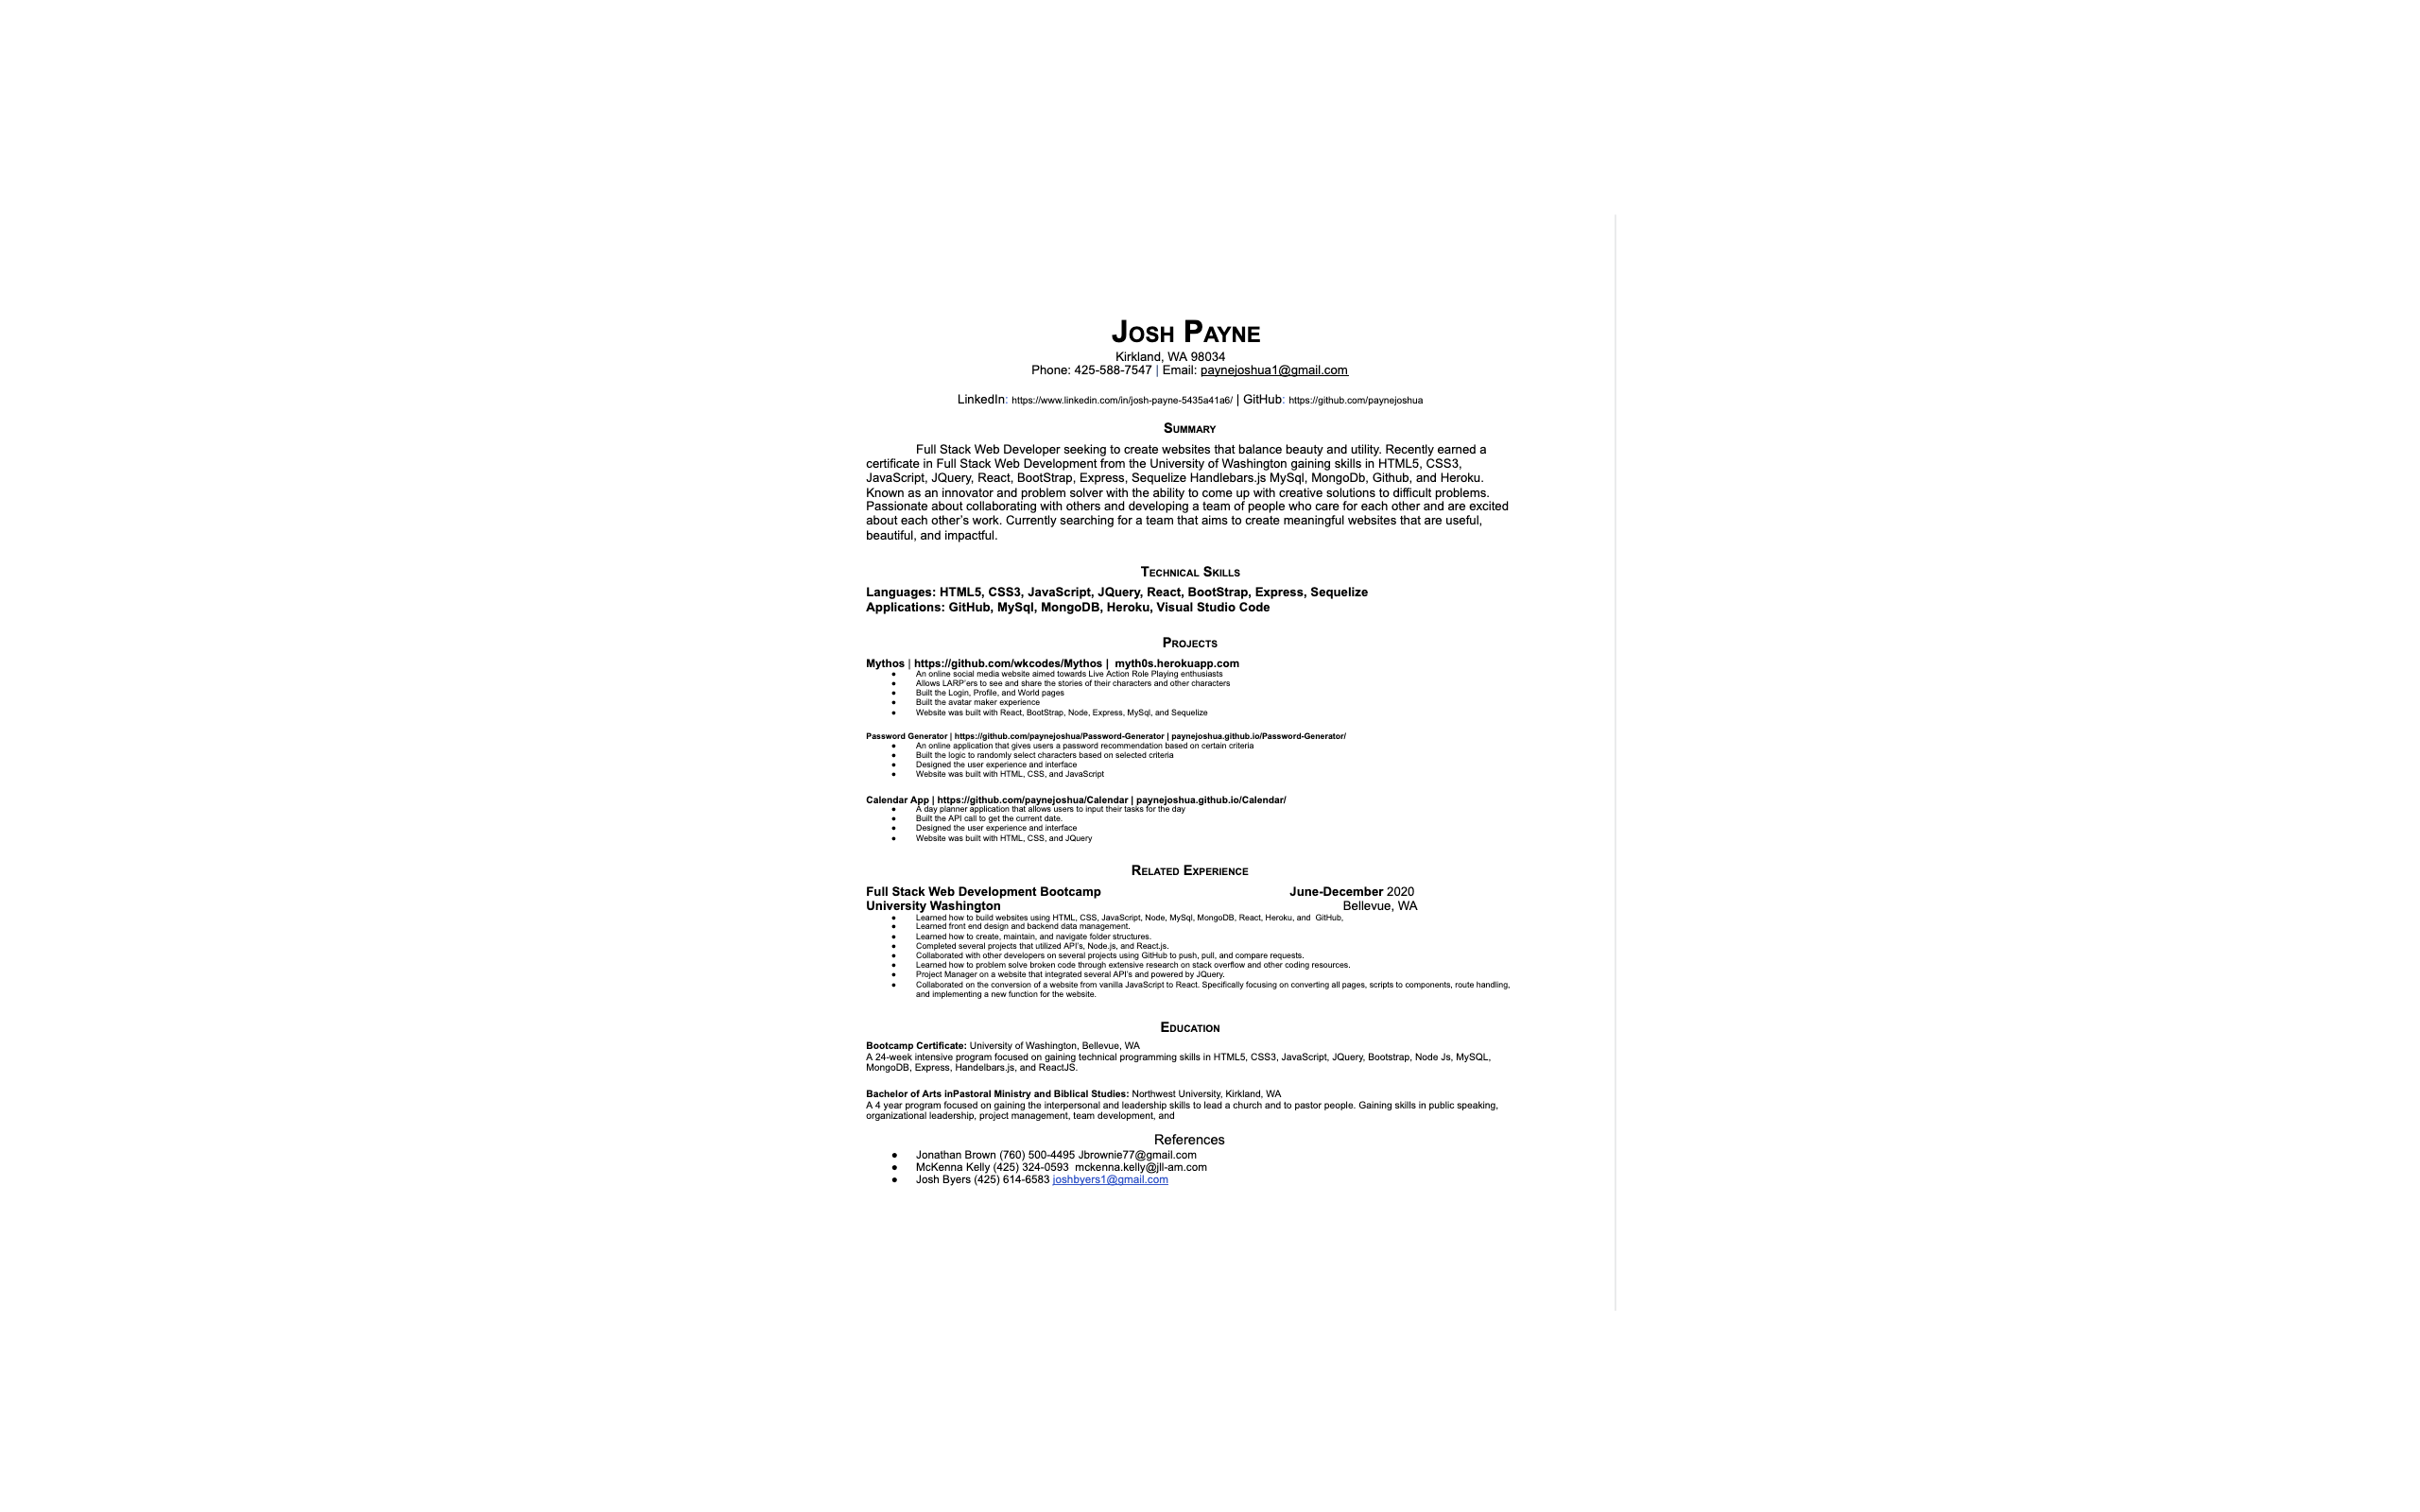 Josh Payne
Kirkland, WA 98034
Phone: 425-588-7547 | Email: paynejoshua1@gmail.com
LinkedIn: https://www.linkedin.com/in/josh-payne-5435a41a6/ | GitHub: https://github.com/paynejoshua
Summary
Full Stack Web Developer seeking to create websites that balance beauty and utility. Recently earned a
certificate in Full Stack Web Development from the University of Washington gaining skills in HTML5, CSS3,
JavaScript, JQuery, React, BootStrap, Express, Sequelize Handlebars.js MySql, MongoDb, Github, and Heroku.
Known as an innovator and problem solver with the ability to come up with creative solutions to difficult problems.
Passionate about collaborating with others and developing a team of people who care for each other and are excited
about each other’s work. Currently searching for a team that aims to create meaningful websites that are useful,
beautiful, and impactful.
Technical Skills
Languages: HTML5, CSS3, JavaScript, JQuery, React, BootStrap, Express, Sequelize
Applications: GitHub, MySql, MongoDB, Heroku, Visual Studio Code
Projects
Mythos | https://github.com/wkcodes/Mythos | myth0s.herokuapp.com
● An online social media website aimed towards Live Action Role Playing enthusiasts
● Allows LARP’ers to see and share the stories of their characters and other characters
● Built the Login, Profile, and World pages
● Built the avatar maker experience
● Website was built with React, BootStrap, Node, Express, MySql, and Sequelize
Password Generator | https://github.com/paynejoshua/Password-Generator | paynejoshua.github.io/Password-Generator/
● An online application that gives users a password recommendation based on certain criteria
● Built the logic to randomly select characters based on selected criteria
● Designed the user experience and interface
● Website was built with HTML, CSS, and JavaScript
Calendar App | https://github.com/paynejoshua/Calendar | paynejoshua.github.io/Calendar/
● A day planner application that allows users to input their tasks for the day
● Built the API call to get the current date.
● Designed the user experience and interface
● Website was built with HTML, CSS, and JQuery
Related Experience
Full Stack Web Development Bootcamp June-December 2020
University Washington Bellevue, WA
● Learned how to build websites using HTML, CSS, JavaScript, Node, MySql, MongoDB, React, Heroku, and GitHub,
● Learned front end design and backend data management.
● Learned how to create, maintain, and navigate folder structures.
● Completed several projects that utilized API’s, Node.js, and React.js.
● Collaborated with other developers on several projects using GitHub to push, pull, and compare requests.
● Learned how to problem solve broken code through extensive research on stack overflow and other coding resources.
● Project Manager on a website that integrated several API’s and powered by JQuery.
● Collaborated on the conversion of a website from vanilla JavaScript to React. Specifically focusing on converting all pages, scripts to components, route handling,
and implementing a new function for the website.
Education
Bootcamp Certificate: University of Washington, Bellevue, WA
A 24-week intensive program focused on gaining technical programming skills in HTML5, CSS3, JavaScript, JQuery, Bootstrap, Node Js, MySQL,
MongoDB, Express, Handelbars.js, and ReactJS.
Bachelor of Arts inPastoral Ministry and Biblical Studies: Northwest University, Kirkland, WA
A 4 year program focused on gaining the interpersonal and leadership skills to lead a church and to pastor people. Gaining skills in public speaking,
organizational leadership, project management, team development, and
References
● Jonathan Brown (760) 500-4495 Jbrownie77@gmail.com
● McKenna Kelly (425) 324-0593 mckenna.kelly@jll-am.com
● Josh Byers (425) 614-6583 joshbyers1@gmail.com